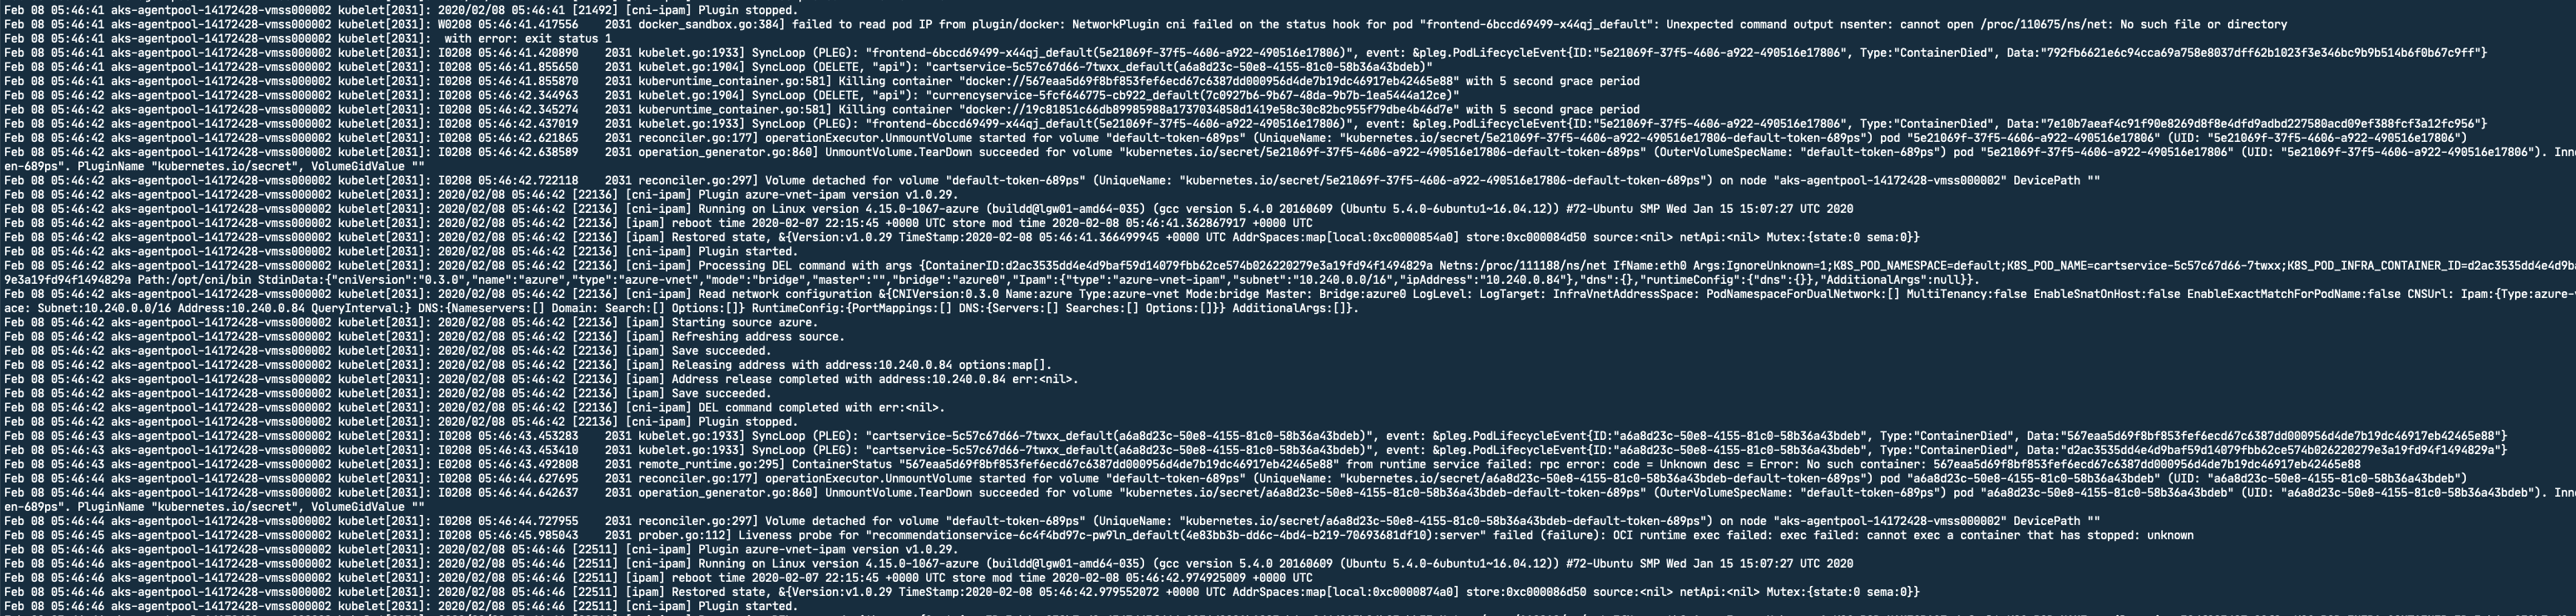 Feb 08 05:46:41 aks-agentpool-14172428-vmss000002 kubelet[2031]: 2020/02/08 05:46:41 [21492] [cni-ipam] Plugin stopped.
Feb 08 05:46:41 aks-agentpool-14172428-vmss000002 kubelet[2031]: W0208 05:46:41.417556    2031 docker_sandbox.go:384] failed to read pod IP from plugin/docker: NetworkPlugin cni failed on the status hook for pod "frontend-6bccd69499-x44qj_default": Unexpected command output nsenter: cannot open /proc/110675/ns/net: No such file or directory
Feb 08 05:46:41 aks-agentpool-14172428-vmss000002 kubelet[2031]:  with error: exit status 1
Feb 08 05:46:41 aks-agentpool-14172428-vmss000002 kubelet[2031]: I0208 05:46:41.420890    2031 kubelet.go:1933] SyncLoop (PLEG): "frontend-6bccd69499-x44qj_default(5e21069f-37f5-4606-a922-490516e17806)", event: &pleg.PodLifecycleEvent{ID:"5e21069f-37f5-4606-a922-490516e17806", Type:"ContainerDied", Data:"792fb6621e6c94cca69a758e8037dff62b1023f3e346bc9b9b514b6f0b67c9ff"}
Feb 08 05:46:41 aks-agentpool-14172428-vmss000002 kubelet[2031]: I0208 05:46:41.855650    2031 kubelet.go:1904] SyncLoop (DELETE, "api"): "cartservice-5c57c67d66-7twxx_default(a6a8d23c-50e8-4155-81c0-58b36a43bdeb)"
Feb 08 05:46:41 aks-agentpool-14172428-vmss000002 kubelet[2031]: I0208 05:46:41.855870    2031 kuberuntime_container.go:581] Killing container "docker://567eaa5d69f8bf853fef6ecd67c6387dd000956d4de7b19dc46917eb42465e88" with 5 second grace period
Feb 08 05:46:42 aks-agentpool-14172428-vmss000002 kubelet[2031]: I0208 05:46:42.344963    2031 kubelet.go:1904] SyncLoop (DELETE, "api"): "currencyservice-5fcf646775-cb922_default(7c0927b6-9b67-48da-9b7b-1ea5444a12ce)"
Feb 08 05:46:42 aks-agentpool-14172428-vmss000002 kubelet[2031]: I0208 05:46:42.345274    2031 kuberuntime_container.go:581] Killing container "docker://19c81851c66db89985988a1737034858d1419e58c30c82bc955f79dbe4b46d7e" with 5 second grace period
Feb 08 05:46:42 aks-agentpool-14172428-vmss000002 kubelet[2031]: I0208 05:46:42.437019    2031 kubelet.go:1933] SyncLoop (PLEG): "frontend-6bccd69499-x44qj_default(5e21069f-37f5-4606-a922-490516e17806)", event: &pleg.PodLifecycleEvent{ID:"5e21069f-37f5-4606-a922-490516e17806", Type:"ContainerDied", Data:"7e10b7aeaf4c91f90e8269d8f8e4dfd9adbd227580acd09ef388fcf3a12fc956"}
Feb 08 05:46:42 aks-agentpool-14172428-vmss000002 kubelet[2031]: I0208 05:46:42.621865    2031 reconciler.go:177] operationExecutor.UnmountVolume started for volume "default-token-689ps" (UniqueName: "kubernetes.io/secret/5e21069f-37f5-4606-a922-490516e17806-default-token-689ps") pod "5e21069f-37f5-4606-a922-490516e17806" (UID: "5e21069f-37f5-4606-a922-490516e17806")
Feb 08 05:46:42 aks-agentpool-14172428-vmss000002 kubelet[2031]: I0208 05:46:42.638589    2031 operation_generator.go:860] UnmountVolume.TearDown succeeded for volume "kubernetes.io/secret/5e21069f-37f5-4606-a922-490516e17806-default-token-689ps" (OuterVolumeSpecName: "default-token-689ps") pod "5e21069f-37f5-4606-a922-490516e17806" (UID: "5e21069f-37f5-4606-a922-490516e17806"). Inn
en-689ps". PluginName "kubernetes.io/secret", VolumeGidValue ""
Feb 08 05:46:42 aks-agentpool-14172428-vmss000002 kubelet[2031]: I0208 05:46:42.722118    2031 reconciler.go:297] Volume detached for volume "default-token-689ps" (UniqueName: "kubernetes.io/secret/5e21069f-37f5-4606-a922-490516e17806-default-token-689ps") on node "aks-agentpool-14172428-vmss000002" DevicePath ""
Feb 08 05:46:42 aks-agentpool-14172428-vmss000002 kubelet[2031]: 2020/02/08 05:46:42 [22136] [cni-ipam] Plugin azure-vnet-ipam version v1.0.29.
Feb 08 05:46:42 aks-agentpool-14172428-vmss000002 kubelet[2031]: 2020/02/08 05:46:42 [22136] [cni-ipam] Running on Linux version 4.15.0-1067-azure (buildd@lgw01-amd64-035) (gcc version 5.4.0 20160609 (Ubuntu 5.4.0-6ubuntu1~16.04.12)) #72-Ubuntu SMP Wed Jan 15 15:07:27 UTC 2020
Feb 08 05:46:42 aks-agentpool-14172428-vmss000002 kubelet[2031]: 2020/02/08 05:46:42 [22136] [ipam] reboot time 2020-02-07 22:15:45 +0000 UTC store mod time 2020-02-08 05:46:41.362867917 +0000 UTC
Feb 08 05:46:42 aks-agentpool-14172428-vmss000002 kubelet[2031]: 2020/02/08 05:46:42 [22136] [ipam] Restored state, &{Version:v1.0.29 TimeStamp:2020-02-08 05:46:41.366499945 +0000 UTC AddrSpaces:map[local:0xc0000854a0] store:0xc000084d50 source:<nil> netApi:<nil> Mutex:{state:0 sema:0}}
Feb 08 05:46:42 aks-agentpool-14172428-vmss000002 kubelet[2031]: 2020/02/08 05:46:42 [22136] [cni-ipam] Plugin started.
Feb 08 05:46:42 aks-agentpool-14172428-vmss000002 kubelet[2031]: 2020/02/08 05:46:42 [22136] [cni-ipam] Processing DEL command with args {ContainerID:d2ac3535dd4e4d9baf59d14079fbb62ce574b026220279e3a19fd94f1494829a Netns:/proc/111188/ns/net IfName:eth0 Args:IgnoreUnknown=1;K8S_POD_NAMESPACE=default;K8S_POD_NAME=cartservice-5c57c67d66-7twxx;K8S_POD_INFRA_CONTAINER_ID=d2ac3535dd4e4d9b
9e3a19fd94f1494829a Path:/opt/cni/bin StdinData:{"cniVersion":"0.3.0","name":"azure","type":"azure-vnet","mode":"bridge","master":"","bridge":"azure0","Ipam":{"type":"azure-vnet-ipam","subnet":"10.240.0.0/16","ipAddress":"10.240.0.84"},"dns":{},"runtimeConfig":{"dns":{}},"AdditionalArgs":null}}.
Feb 08 05:46:42 aks-agentpool-14172428-vmss000002 kubelet[2031]: 2020/02/08 05:46:42 [22136] [cni-ipam] Read network configuration &{CNIVersion:0.3.0 Name:azure Type:azure-vnet Mode:bridge Master: Bridge:azure0 LogLevel: LogTarget: InfraVnetAddressSpace: PodNamespaceForDualNetwork:[] MultiTenancy:false EnableSnatOnHost:false EnableExactMatchForPodName:false CNSUrl: Ipam:{Type:azure-
ace: Subnet:10.240.0.0/16 Address:10.240.0.84 QueryInterval:} DNS:{Nameservers:[] Domain: Search:[] Options:[]} RuntimeConfig:{PortMappings:[] DNS:{Servers:[] Searches:[] Options:[]}} AdditionalArgs:[]}.
Feb 08 05:46:42 aks-agentpool-14172428-vmss000002 kubelet[2031]: 2020/02/08 05:46:42 [22136] [ipam] Starting source azure.
Feb 08 05:46:42 aks-agentpool-14172428-vmss000002 kubelet[2031]: 2020/02/08 05:46:42 [22136] [ipam] Refreshing address source.
Feb 08 05:46:42 aks-agentpool-14172428-vmss000002 kubelet[2031]: 2020/02/08 05:46:42 [22136] [ipam] Save succeeded.
Feb 08 05:46:42 aks-agentpool-14172428-vmss000002 kubelet[2031]: 2020/02/08 05:46:42 [22136] [ipam] Releasing address with address:10.240.0.84 options:map[].
Feb 08 05:46:42 aks-agentpool-14172428-vmss000002 kubelet[2031]: 2020/02/08 05:46:42 [22136] [ipam] Address release completed with address:10.240.0.84 err:<nil>.
Feb 08 05:46:42 aks-agentpool-14172428-vmss000002 kubelet[2031]: 2020/02/08 05:46:42 [22136] [ipam] Save succeeded.
Feb 08 05:46:42 aks-agentpool-14172428-vmss000002 kubelet[2031]: 2020/02/08 05:46:42 [22136] [cni-ipam] DEL command completed with err:<nil>.
Feb 08 05:46:42 aks-agentpool-14172428-vmss000002 kubelet[2031]: 2020/02/08 05:46:42 [22136] [cni-ipam] Plugin stopped.
Feb 08 05:46:43 aks-agentpool-14172428-vmss000002 kubelet[2031]: I0208 05:46:43.453283    2031 kubelet.go:1933] SyncLoop (PLEG): "cartservice-5c57c67d66-7twxx_default(a6a8d23c-50e8-4155-81c0-58b36a43bdeb)", event: &pleg.PodLifecycleEvent{ID:"a6a8d23c-50e8-4155-81c0-58b36a43bdeb", Type:"ContainerDied", Data:"567eaa5d69f8bf853fef6ecd67c6387dd000956d4de7b19dc46917eb42465e88"}
Feb 08 05:46:43 aks-agentpool-14172428-vmss000002 kubelet[2031]: I0208 05:46:43.453410    2031 kubelet.go:1933] SyncLoop (PLEG): "cartservice-5c57c67d66-7twxx_default(a6a8d23c-50e8-4155-81c0-58b36a43bdeb)", event: &pleg.PodLifecycleEvent{ID:"a6a8d23c-50e8-4155-81c0-58b36a43bdeb", Type:"ContainerDied", Data:"d2ac3535dd4e4d9baf59d14079fbb62ce574b026220279e3a19fd94f1494829a"}
Feb 08 05:46:43 aks-agentpool-14172428-vmss000002 kubelet[2031]: E0208 05:46:43.492808    2031 remote_runtime.go:295] ContainerStatus "567eaa5d69f8bf853fef6ecd67c6387dd000956d4de7b19dc46917eb42465e88" from runtime service failed: rpc error: code = Unknown desc = Error: No such container: 567eaa5d69f8bf853fef6ecd67c6387dd000956d4de7b19dc46917eb42465e88
Feb 08 05:46:44 aks-agentpool-14172428-vmss000002 kubelet[2031]: I0208 05:46:44.627695    2031 reconciler.go:177] operationExecutor.UnmountVolume started for volume "default-token-689ps" (UniqueName: "kubernetes.io/secret/a6a8d23c-50e8-4155-81c0-58b36a43bdeb-default-token-689ps") pod "a6a8d23c-50e8-4155-81c0-58b36a43bdeb" (UID: "a6a8d23c-50e8-4155-81c0-58b36a43bdeb")
Feb 08 05:46:44 aks-agentpool-14172428-vmss000002 kubelet[2031]: I0208 05:46:44.642637    2031 operation_generator.go:860] UnmountVolume.TearDown succeeded for volume "kubernetes.io/secret/a6a8d23c-50e8-4155-81c0-58b36a43bdeb-default-token-689ps" (OuterVolumeSpecName: "default-token-689ps") pod "a6a8d23c-50e8-4155-81c0-58b36a43bdeb" (UID: "a6a8d23c-50e8-4155-81c0-58b36a43bdeb"). Inn
en-689ps". PluginName "kubernetes.io/secret", VolumeGidValue ""
Feb 08 05:46:44 aks-agentpool-14172428-vmss000002 kubelet[2031]: I0208 05:46:44.727955    2031 reconciler.go:297] Volume detached for volume "default-token-689ps" (UniqueName: "kubernetes.io/secret/a6a8d23c-50e8-4155-81c0-58b36a43bdeb-default-token-689ps") on node "aks-agentpool-14172428-vmss000002" DevicePath ""
Feb 08 05:46:45 aks-agentpool-14172428-vmss000002 kubelet[2031]: I0208 05:46:45.985043    2031 prober.go:112] Liveness probe for "recommendationservice-6c4f4bd97c-pw9ln_default(4e83bb3b-dd6c-4bd4-b219-70693681df10):server" failed (failure): OCI runtime exec failed: exec failed: cannot exec a container that has stopped: unknown
Feb 08 05:46:46 aks-agentpool-14172428-vmss000002 kubelet[2031]: 2020/02/08 05:46:46 [22511] [cni-ipam] Plugin azure-vnet-ipam version v1.0.29.
Feb 08 05:46:46 aks-agentpool-14172428-vmss000002 kubelet[2031]: 2020/02/08 05:46:46 [22511] [cni-ipam] Running on Linux version 4.15.0-1067-azure (buildd@lgw01-amd64-035) (gcc version 5.4.0 20160609 (Ubuntu 5.4.0-6ubuntu1~16.04.12)) #72-Ubuntu SMP Wed Jan 15 15:07:27 UTC 2020
Feb 08 05:46:46 aks-agentpool-14172428-vmss000002 kubelet[2031]: 2020/02/08 05:46:46 [22511] [ipam] reboot time 2020-02-07 22:15:45 +0000 UTC store mod time 2020-02-08 05:46:42.974925009 +0000 UTC
Feb 08 05:46:46 aks-agentpool-14172428-vmss000002 kubelet[2031]: 2020/02/08 05:46:46 [22511] [ipam] Restored state, &{Version:v1.0.29 TimeStamp:2020-02-08 05:46:42.979552072 +0000 UTC AddrSpaces:map[local:0xc0000874a0] store:0xc000086d50 source:<nil> netApi:<nil> Mutex:{state:0 sema:0}}
Feb 08 05:46:46 aks-agentpool-14172428-vmss000002 kubelet[2031]: 2020/02/08 05:46:46 [22511] [cni-ipam] Plugin started.